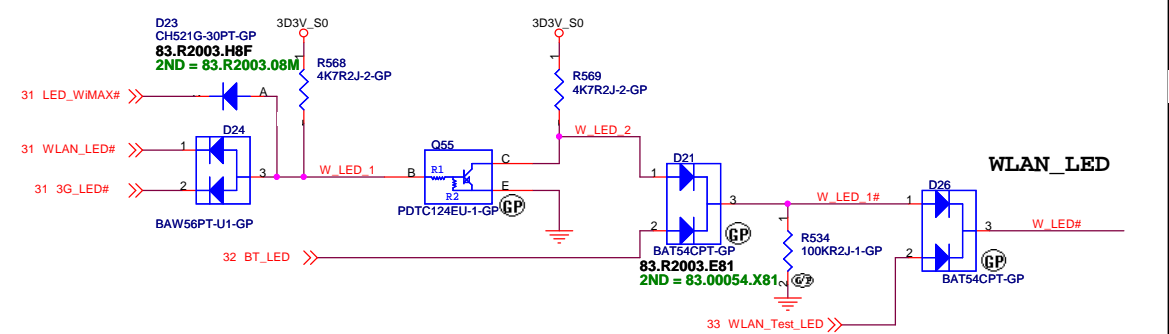 D23
CH521G-30PT-GP
83.R2003.H8F
2ND = 83.R2003.08M
3D3V_S0
1
R568
4K7R2J-2-GP
3D3V_S0
1
R569
4K7R2J-2-GP
31 LED_WiMAX#
A
D24
31 WLAN_LED#
1
3
31 3G_LED#
2
BAW56PT-U1-GP
W_LED_1
Q55
B
R1
R2
C
E
PDTC124EU-1-GP
GP
W_LED_2
D21
1
2
3
BAT54CPT-GP
GP
83.R2003.E81
2ND = 83.00054.X81
32 BT_LED
W_LED_1#
1
R534
100KR2J-1-GP
2
GP
WLAN_LED
D26
1
2
3
W_LED#
BAT54CPT-GP
GP
33 WLAN_Test_LED